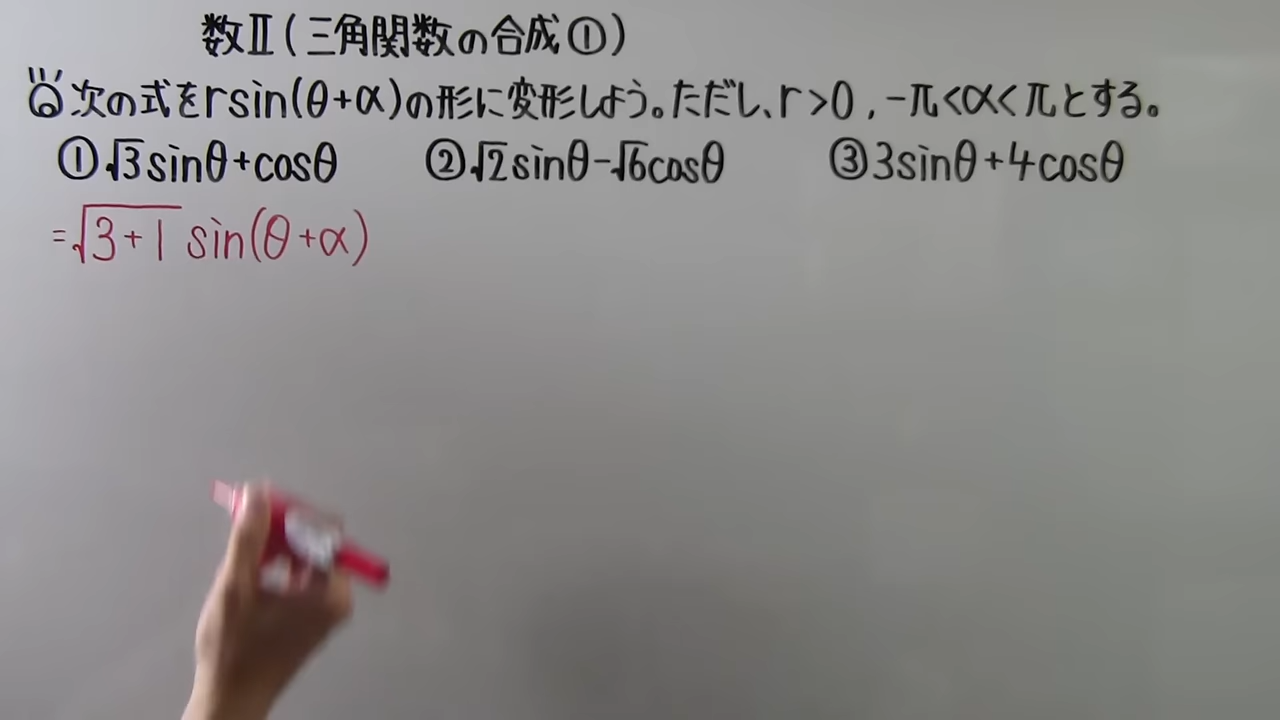 数Ⅱ(三角関数の合成①)
次の式をrsin(θ+α)の形に変形しよう。ただし、r>0,-π<α<πとする。
①√3sinθ+cosθ ②√2sinθ-√6cosθ ③3sinθ+4cosθ
=√3+1 sin(θ+α)